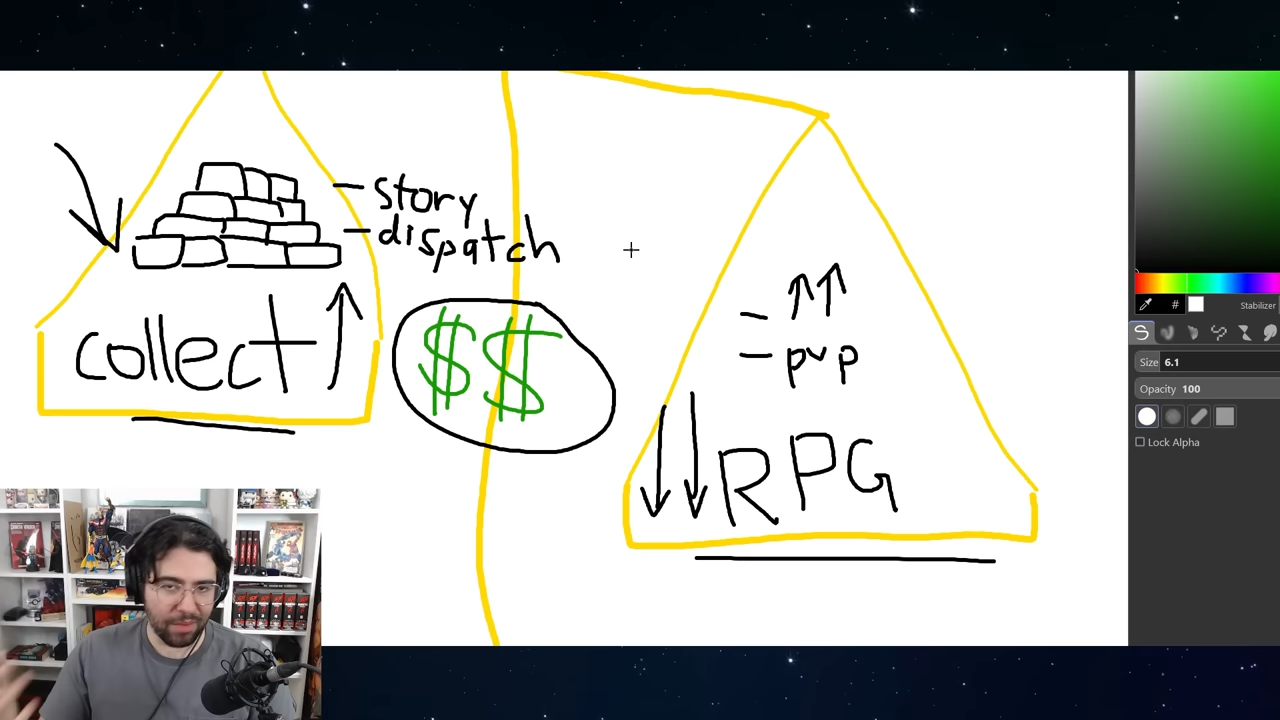 - story
- dispatch
collect
$$
- pvp
RPG
#
Stabilizer
Size 6.1
Opacity 100
Lock Alpha